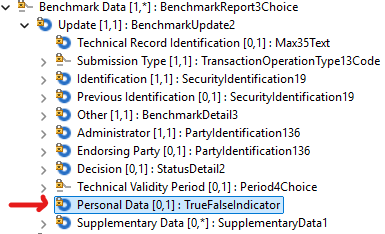 Benchmark Data [1,*] : BenchmarkReport3Choice
Update [1,1] : BenchmarkUpdate2
Technical Record Identification [0,1] : Max35Text
Submission Type [1,1] : TransactionOperationType13Code
Identification [1,1] : SecurityIdentification19
Previous Identification [0,1] : SecurityIdentification19
Other [1,1] : BenchmarkDetail3
Administrator [1,1] : PartyIdentification136
Endorsing Party [0,1] : PartyIdentification136
Decision [0,1] : StatusDetail2
Technical Validity Period [0,1] : Period4Choice
Personal Data [0,1] : TrueFalseIndicator
Supplementary Data [0,*] : SupplementaryData1